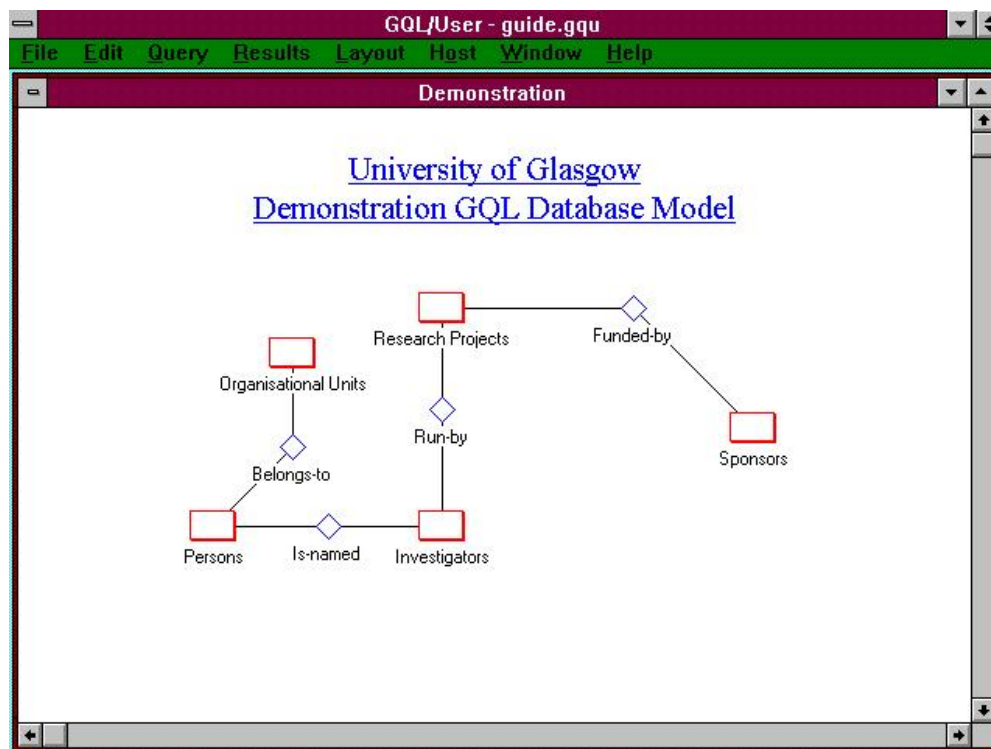 GQL/User - guide.gqu
File Edit Query Results Layout Host Window Help
Demonstration
University of Glasgow
Demonstration GQL Database Model
Research Projects
Funded-by
Organisational Units
Run-by
Sponsors
Belongs-to
Persons
Is-named
Investigators